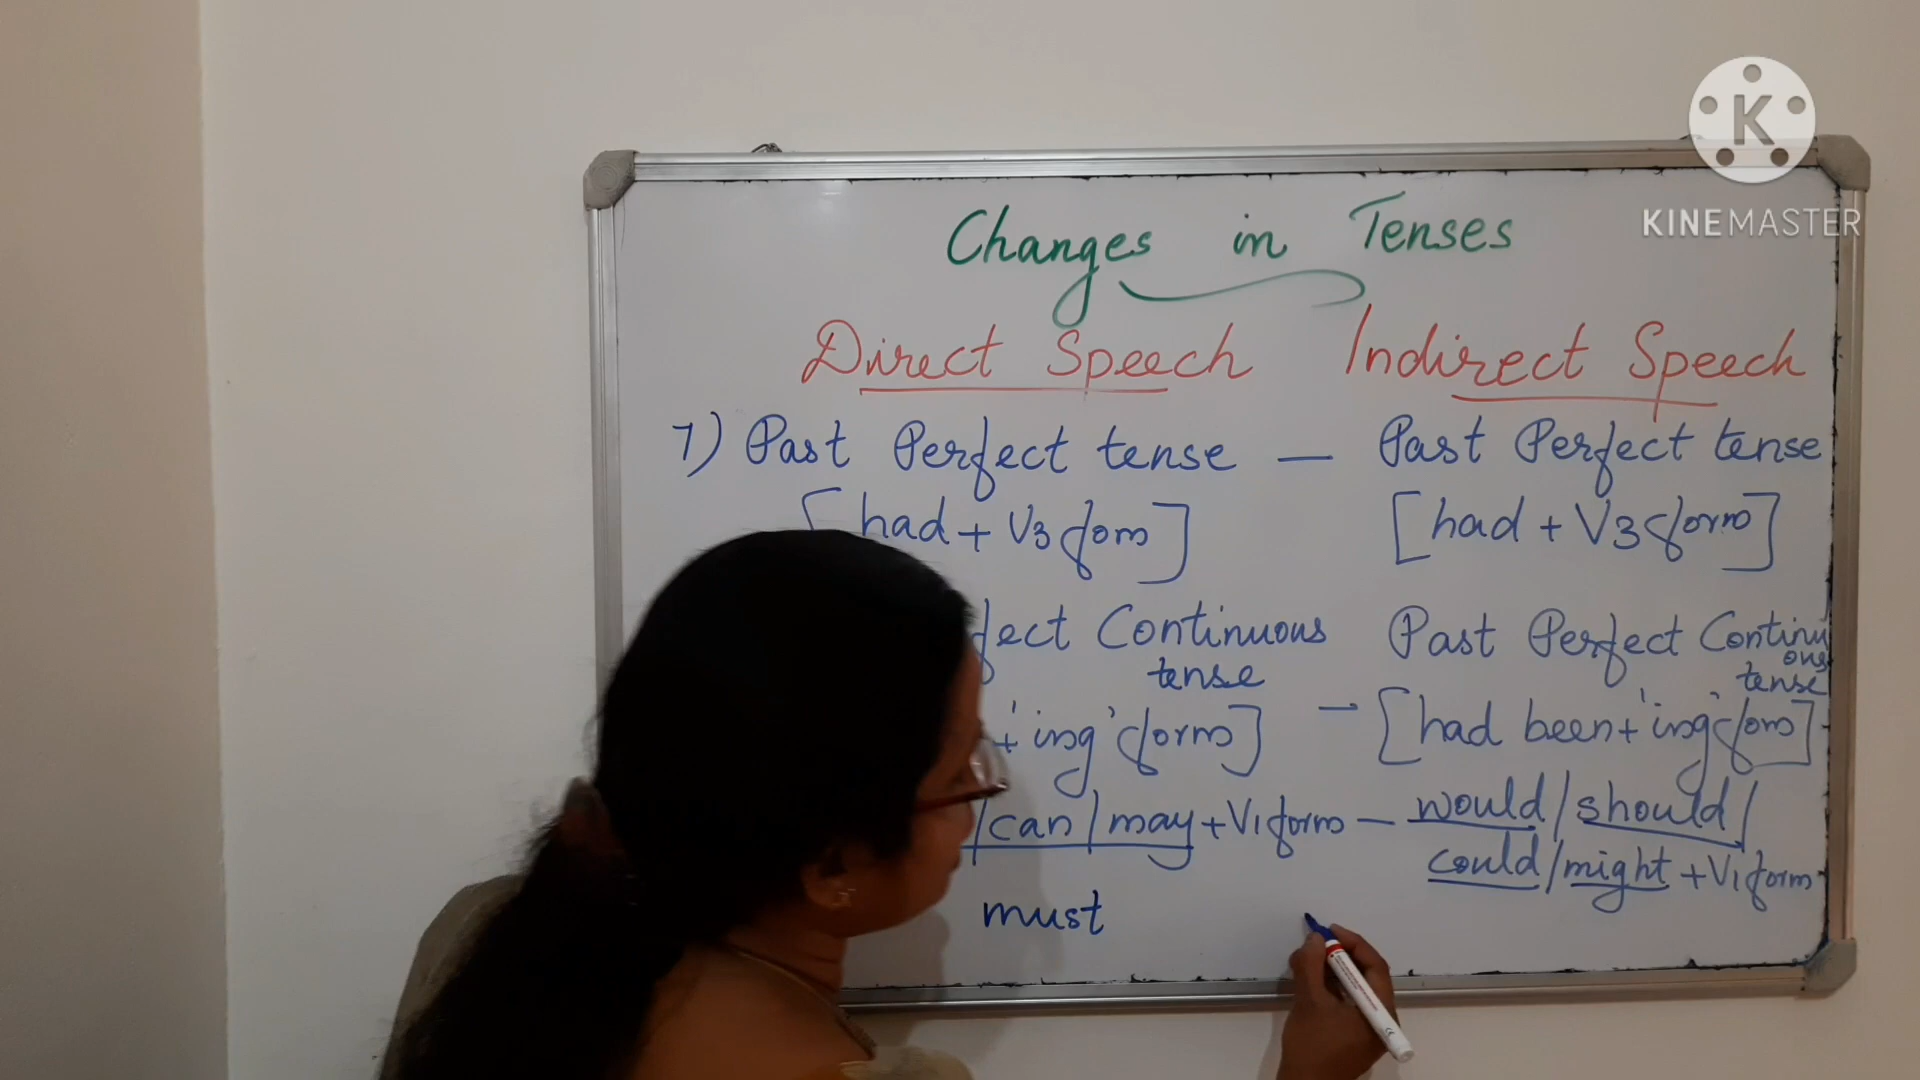 KINEMASTER
Changes in Tenses
Direct Speech Indirect Speech
7) Past Perfect tense — Past Perfect tense
[had + V3 form] [had + V3 form]
Continuous tense Past Perfect Continuous tense
+ 'ing' form] - [had been + 'ing' form]
/can/may + V1 form - would/should/
could/might + V1 form
must